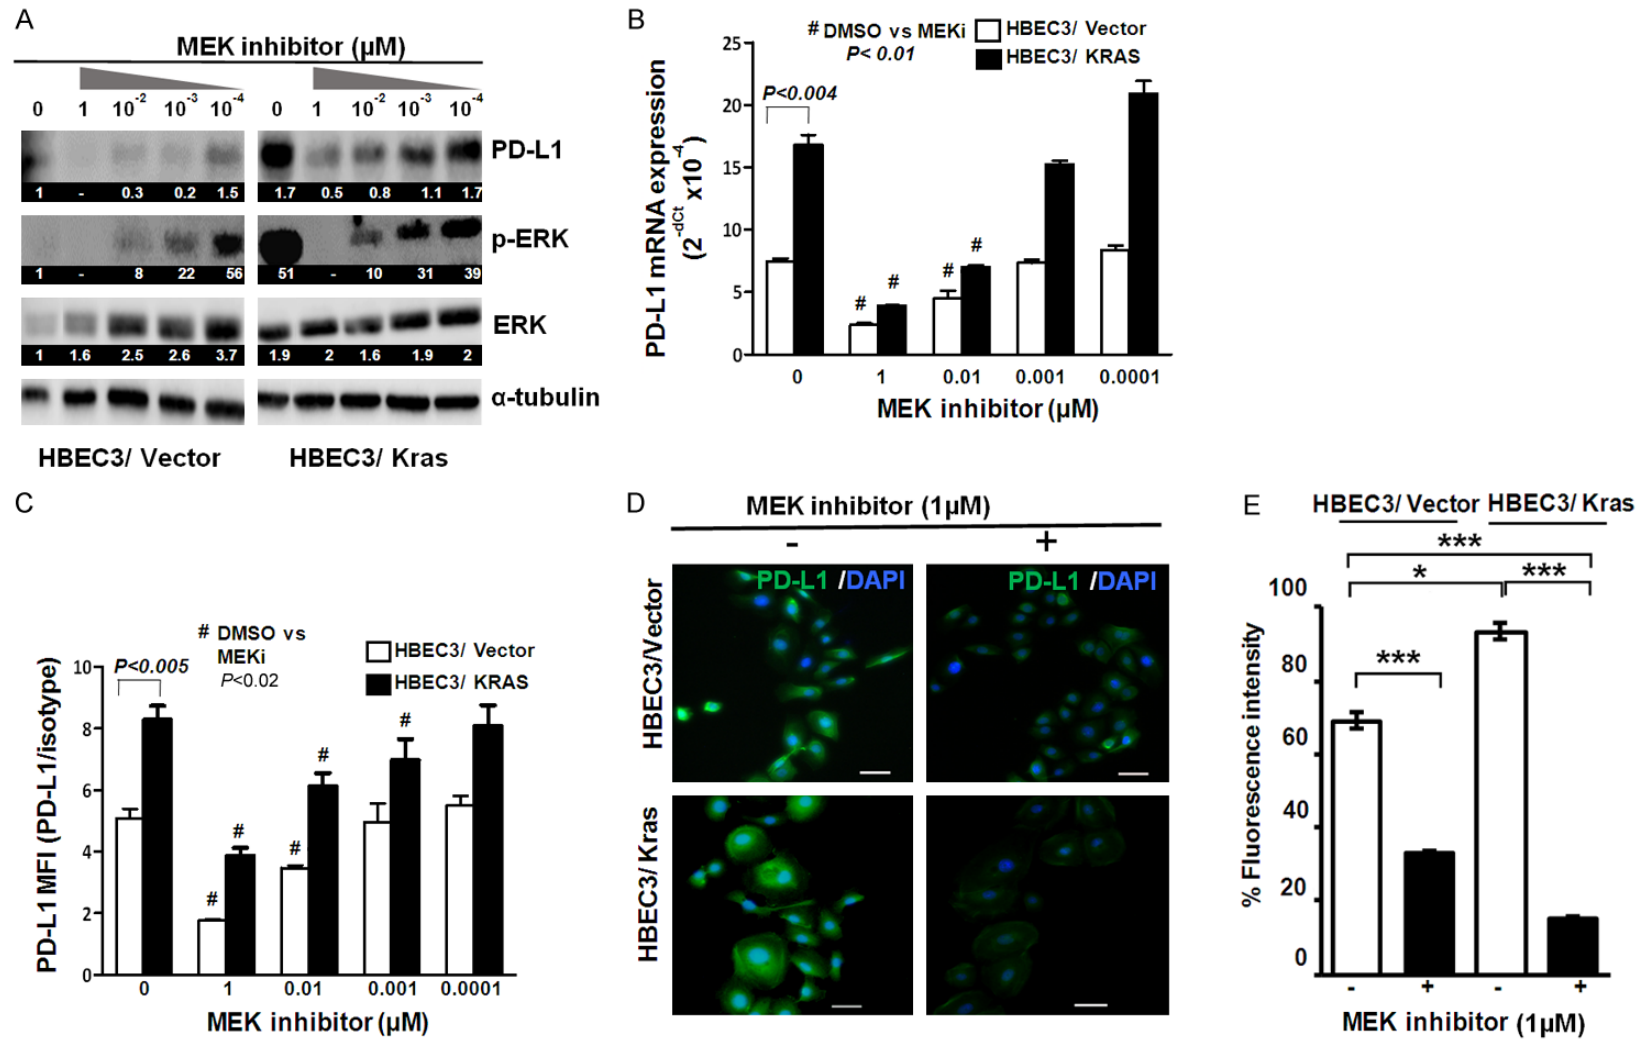 A
MEK inhibitor (µM)
0 1 10-2 10-3 10-4 0 1 10-2 10-3 10-4
PD-L1
1 - 0.3 0.2 1.5 1.7 0.5 0.8 1.1 1.7
p-ERK
1 - 8 22 56 51 - 10 31 39
ERK
1 1.6 2.5 2.6 3.7 1.9 2 1.6 1.9 2
α-tubulin
HBEC3/ Vector HBEC3/ Kras
B
# DMSO vs MEKi
P< 0.01
HBEC3/ Vector
HBEC3/ KRAS
P<0.004
PD-L1 mRNA expression
(2-dCt x10-4)
25
20
15
10
5
0
# # # #
0 1 0.01 0.001 0.0001
MEK inhibitor (µM)
C
# DMSO vs
MEKi
P<0.02
HBEC3/ Vector
HBEC3/ KRAS
P<0.005
PD-L1 MFI (PD-L1/isotype)
10
8
6
4
2
0
# # # # #
0 1 0.01 0.001 0.0001
MEK inhibitor (µM)
D
MEK inhibitor (1µM)
- +
HBEC3/Vector
PD-L1 /DAPI PD-L1 /DAPI
HBEC3/ Kras
E
HBEC3/ Vector HBEC3/ Kras
***
* ***
***
% Fluorescence intensity
100
80
60
40
20
0
- + - +
MEK inhibitor (1µM)